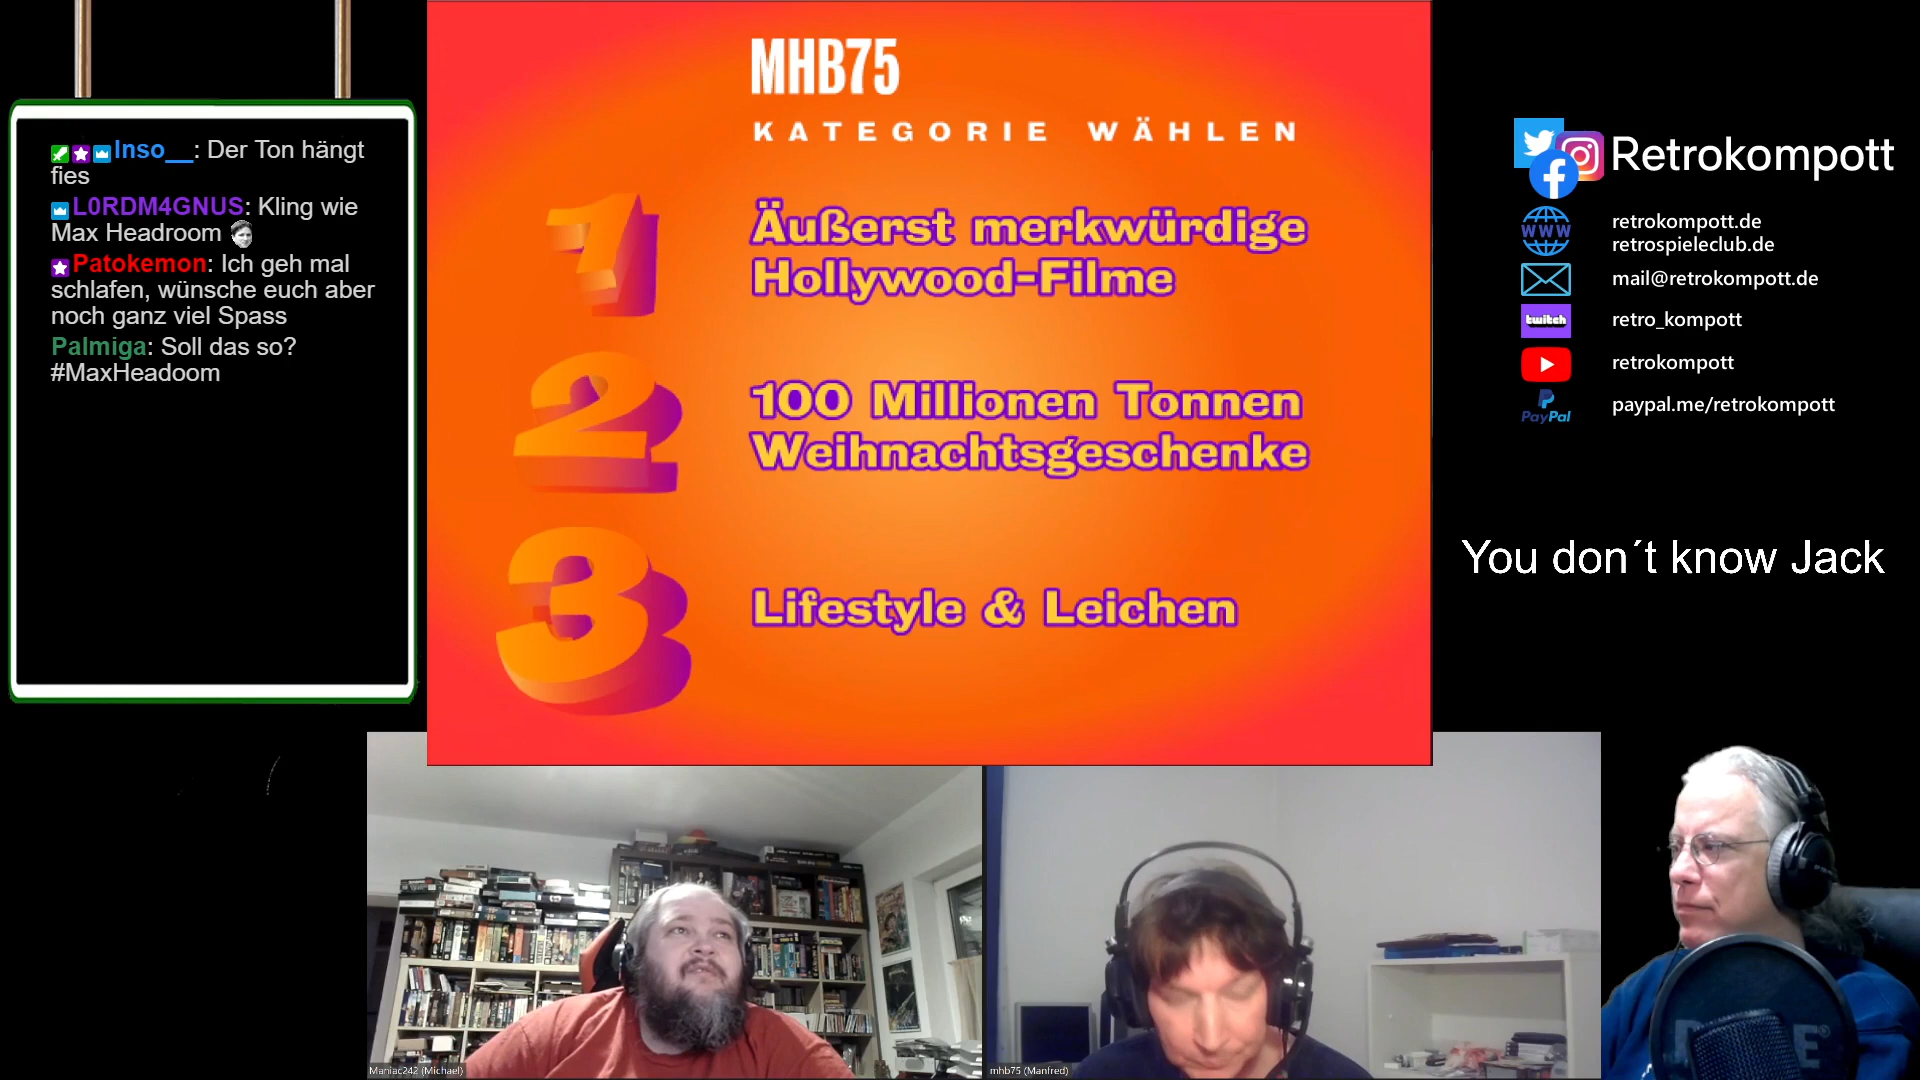 Inso__: Der Ton hängt
fies
L0RDM4GNUS: Kling wie
Max Headroom
Patokemon: Ich geh mal
schlafen, wünsche euch aber
noch ganz viel Spass
Palmiga: Soll das so?
#MaxHeadoom
MHB75
KATEGORIE WÄHLEN
1
Äußerst merkwürdige
Hollywood-Filme
2
100 Millionen Tonnen
Weihnachtsgeschenke
3
Lifestyle & Leichen
Retrokompott
WWW
retrokompott.de
retrospieleclub.de
mail@retrokompott.de
twitch
retro_kompott
retrokompott
PayPal
paypal.me/retrokompott
You don´t know Jack
Maniac242 (Michael)
mhb75 (Manfred)